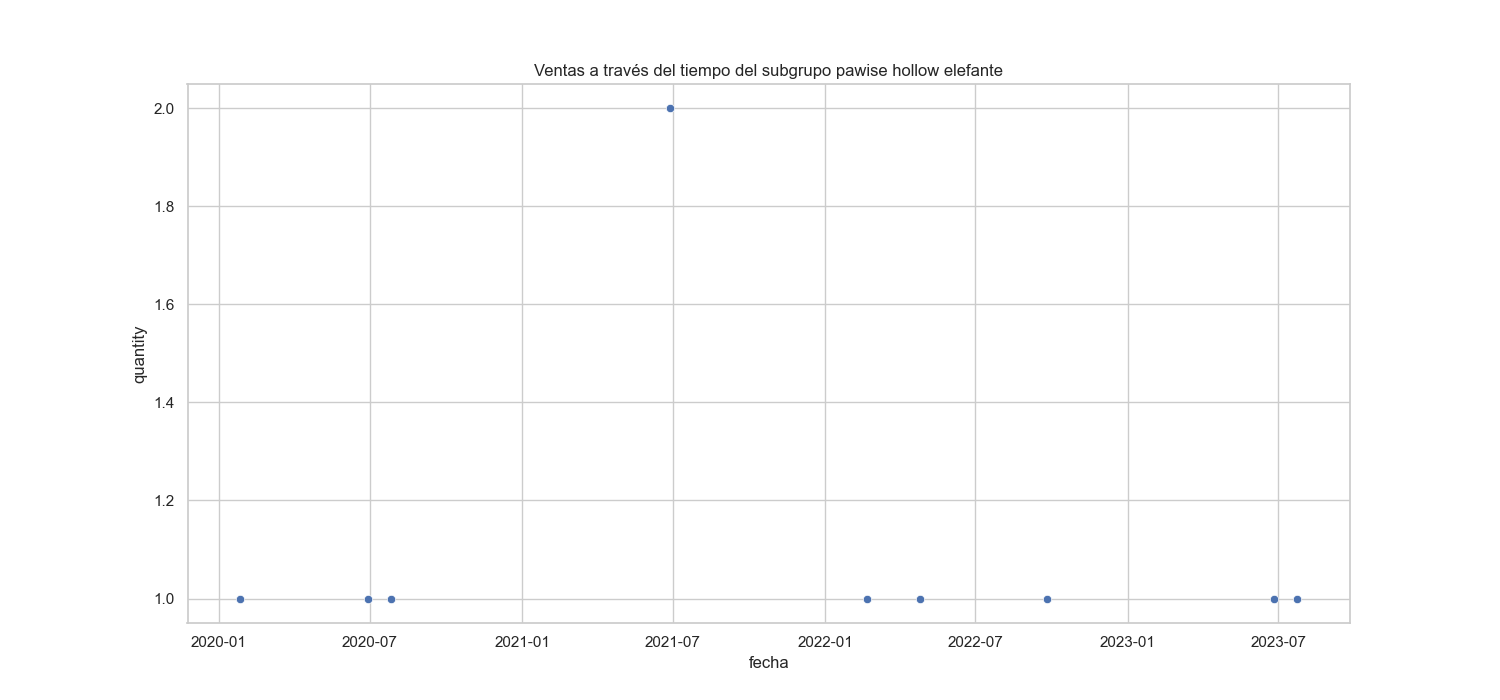 Ventas a través del tiempo del subgrupo pawise hollow elefante
2.0
1.8
1.6
1.4
1.2
1.0
quantity
2020-01 2020-07 2021-01 2021-07 2022-01 2022-07 2023-01 2023-07
fecha